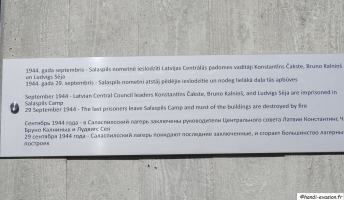 1944. gada septembris - Salaspils nometnē ieslodzīti Latvijas Centrālās padomes vadītāji Konstantīns Čakste, Bruno Kalniņš,
un Ludvigs Sēja
1944. gada 29. septembris - Salaspils nometni atstāj pēdējie ieslodzītie un nodeg lielākā daļa tās apbūves
September 1944 - Latvian Central Council leaders Konstantīns Čakste, Bruno Kalniņš, and Ludvigs Sēja are imprisoned in
Salaspils Camp
29 September 1944 - The last prisoners leave Salaspils Camp and most of the buildings are destroyed by fire
Сентябрь 1944 года - в Саласпилсский лагерь заключены руководители Центрального совета Латвии Константинс Ч
Бруно Калниньш и Лудвигс Сея
29 сентября 1944 года - Саласпилсский лагерь покидают последние заключенные, и сгорает большинство лагерных
построек
©handi-evasion.fr